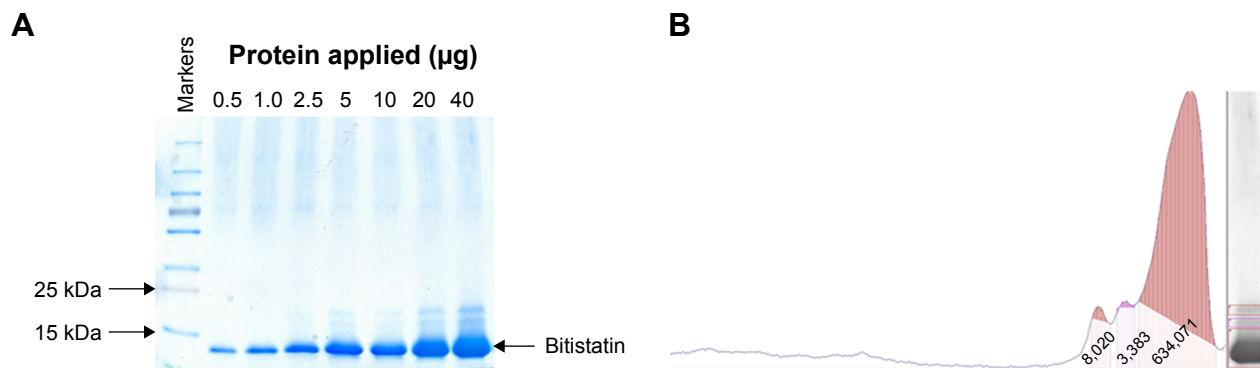 A
B
Markers
Protein applied (µg)
0.5 1.0 2.5 5 10 20 40
25 kDa
15 kDa
Bitistatin
8,020 3,383 634,071